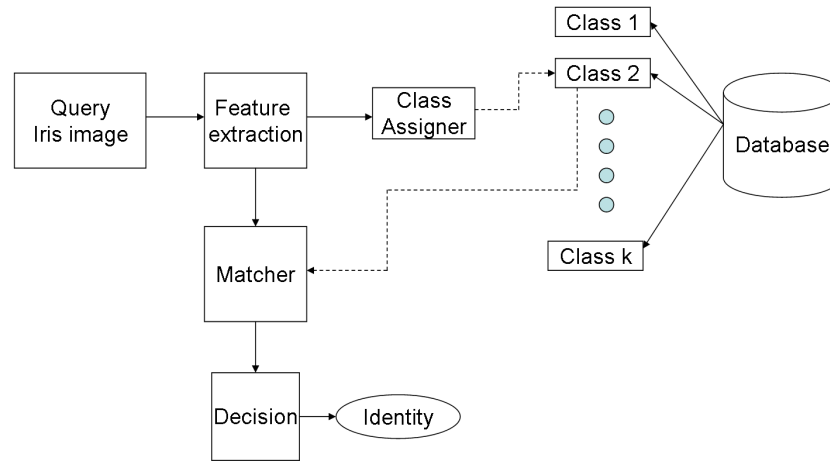 Class 1
Class 2
Query
Iris image
Feature
extraction
Class
Assigner
Database
Class k
Matcher
Decision
Identity